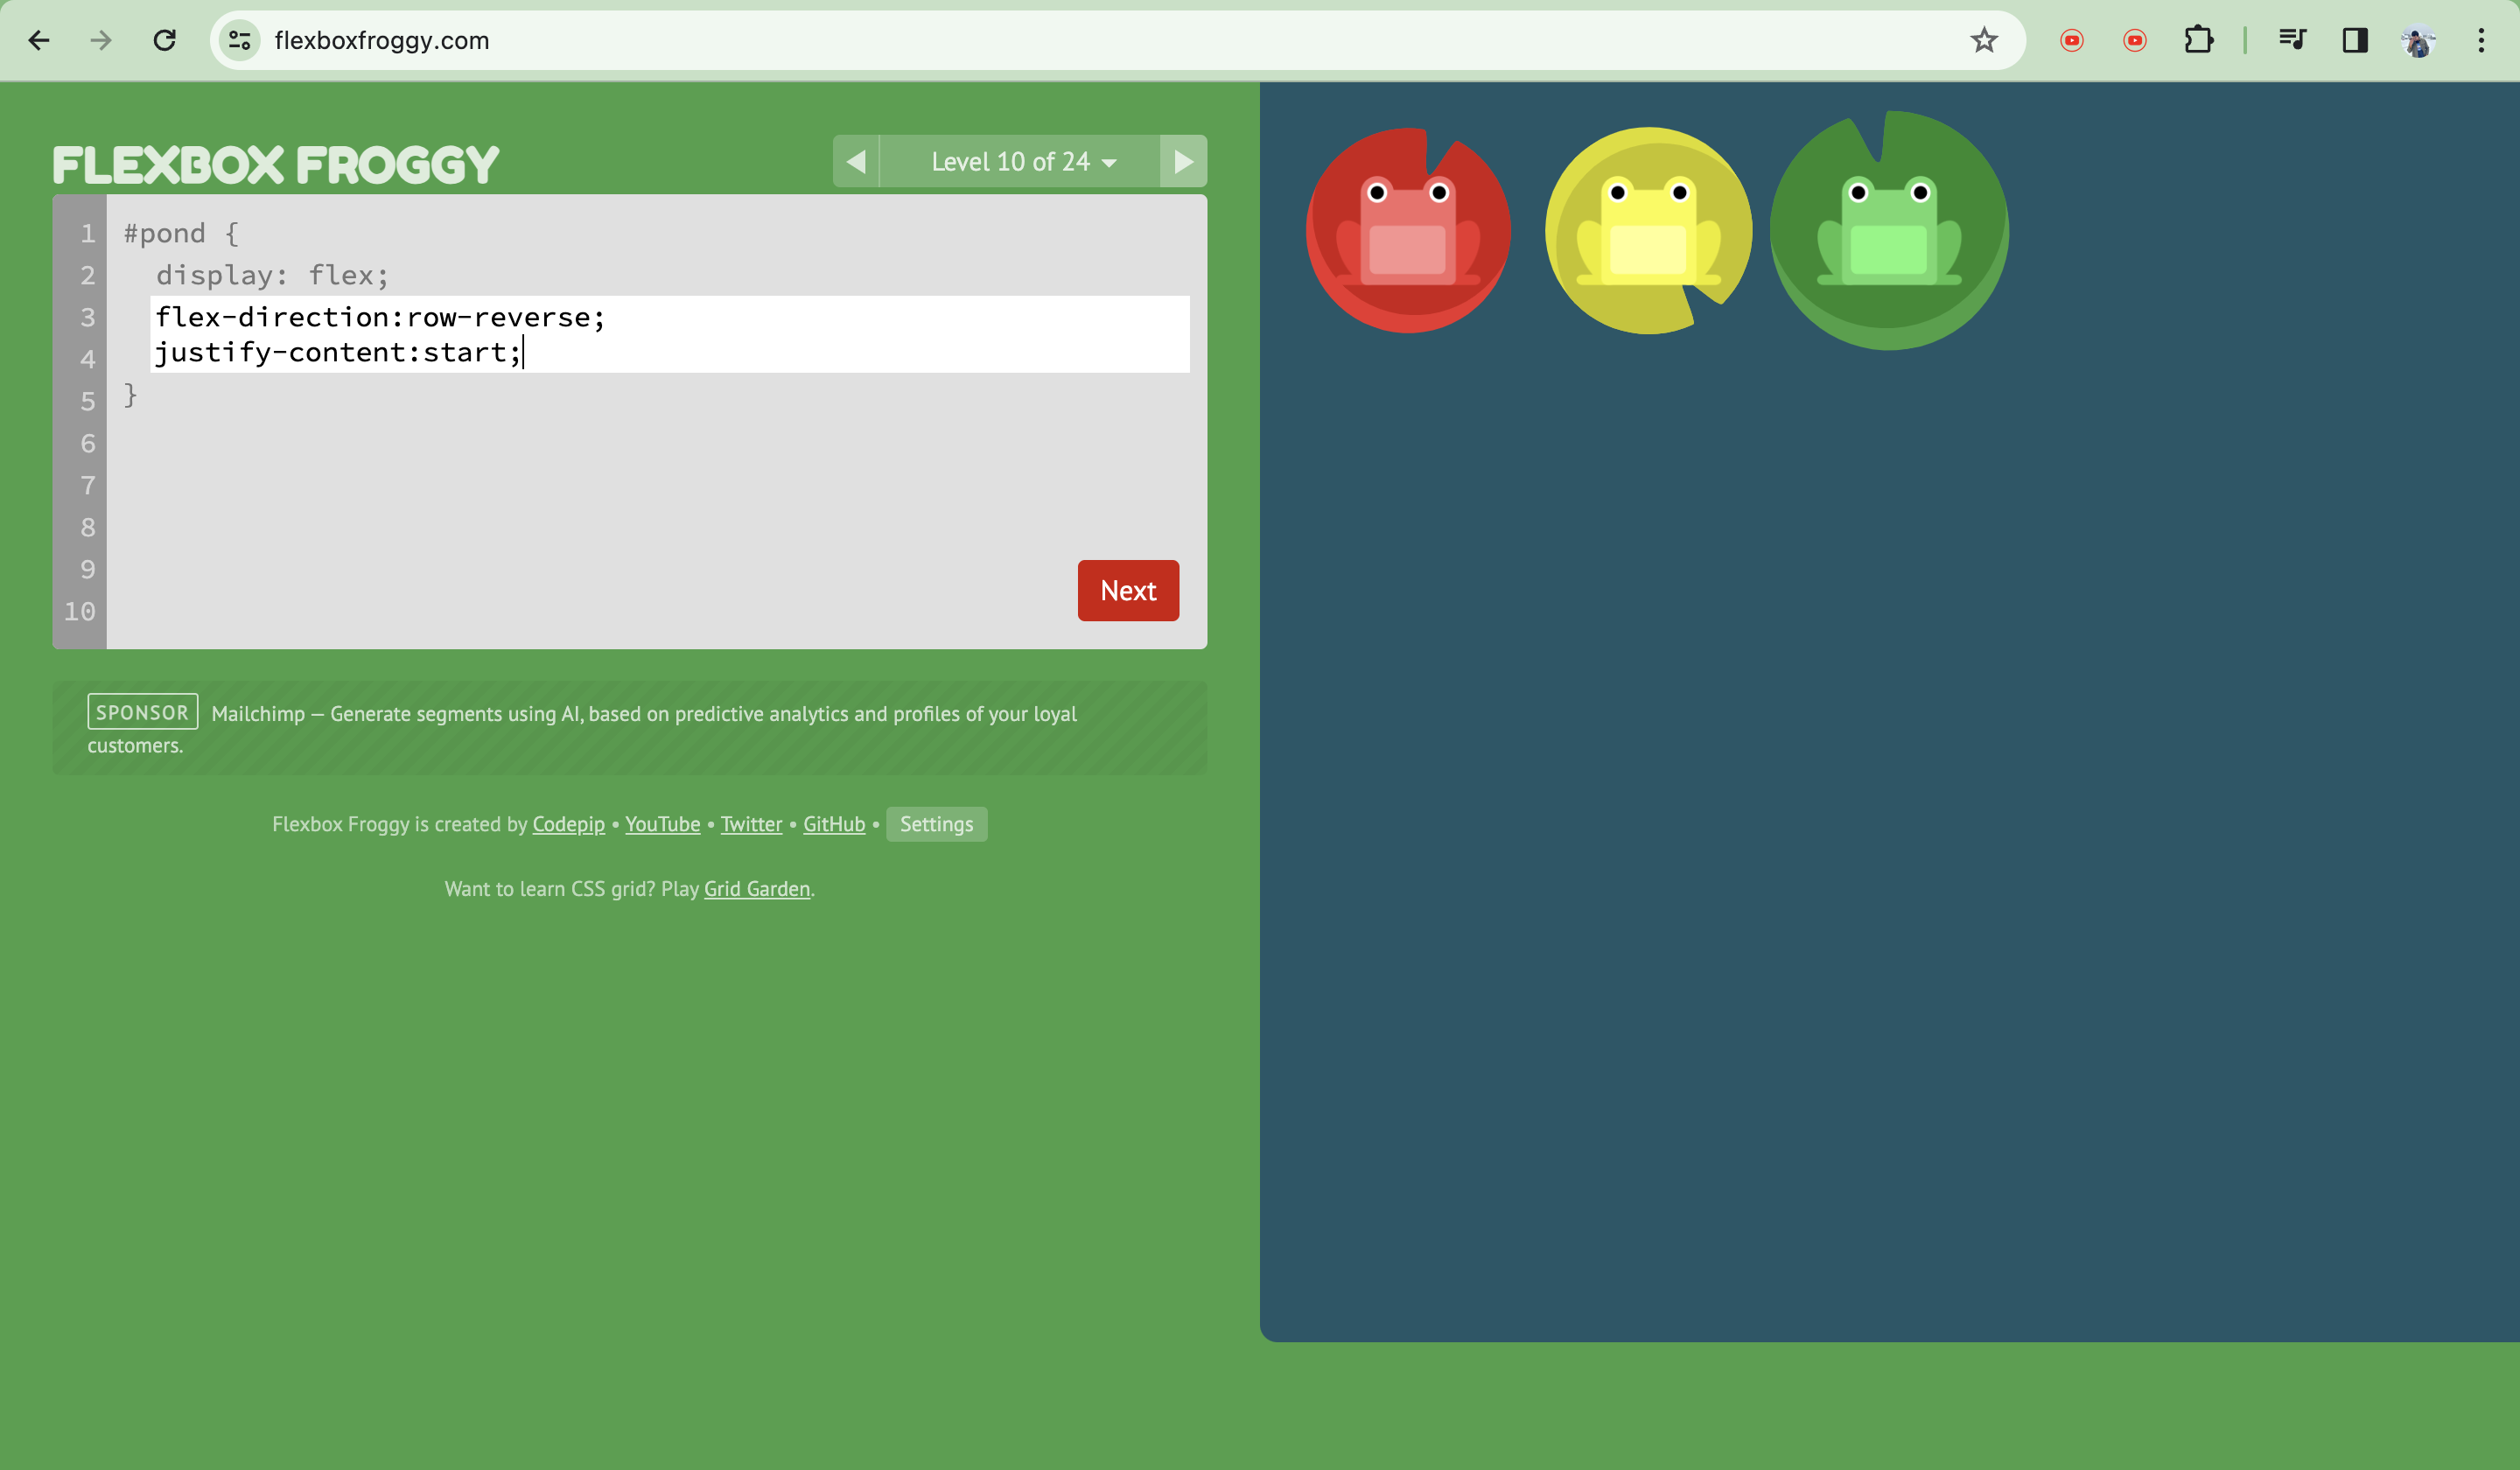 flexboxfroggy.com
FLEXBOX FROGGY
Level 10 of 24
1 #pond {
2 display: flex;
3 flex-direction:row-reverse;
4 justify-content:start;
5 }
6
7
8
9
10
Next
SPONSOR Mailchimp — Generate segments using AI, based on predictive analytics and profiles of your loyal
customers.
Flexbox Froggy is created by Codepip • YouTube • Twitter • GitHub • Settings
Want to learn CSS grid? Play Grid Garden.